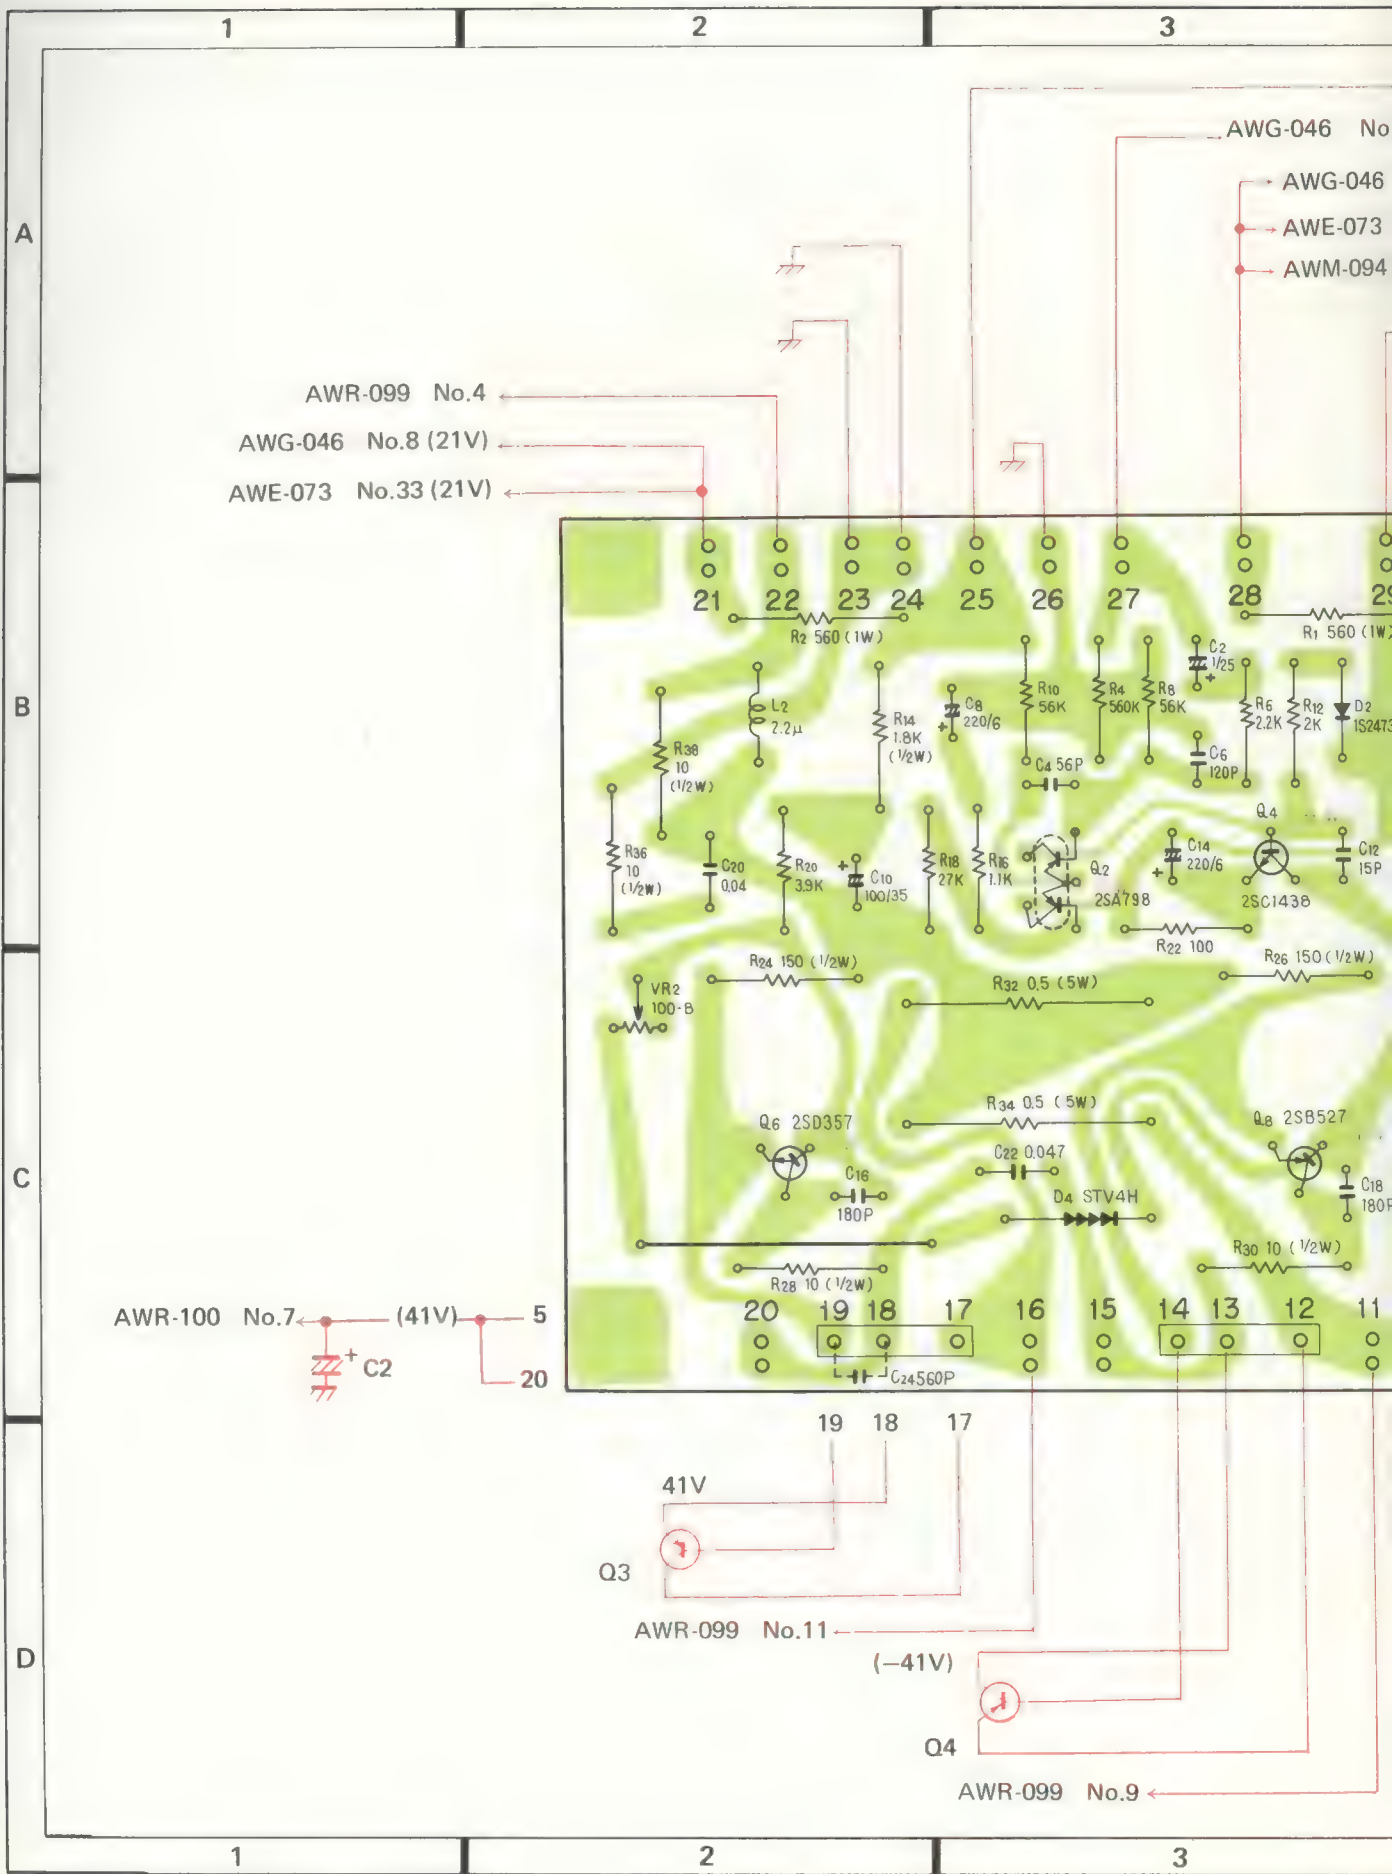 1 2 3
AWG-046 No
AWG-046
A
AWE-073
AWM-094
AWR-099 No.4
AWG-046 No.8 (21V)
AWE-073 No.33 (21V)
21 22 23 24 25 26 27 28 29
R2 560 (1W)
R1 560 (1W)
B
C2
1/25
+
L2
2.2μ
R14
1.8K
(1/2W)
C8
220/6
+
R10
56K
R4
560K
R8
56K
R6
2.2K
R12
2K
D2
1S2473
R38
10
(1/2W)
C4 56P
C6
120P
Q4
R36
10
(1/2W)
C20
0.04
R20
3.9K
+
C10
100/35
R18
27K
R16
1.1K
Q2
2SA798
C14
220/6
+
2SC1438
C12
15P
R22 100
R24 150 (1/2W)
R26 150 (1/2W)
VR2
100-B
R32 0.5 (5W)
R34 0.5 (5W)
Q6 2SD357
Q8 2SB527
C
C22 0.047
C16
180P
D4 STV4H
C18
180P
R30 10 (1/2W)
R28 10 (1/2W)
AWR-100 No.7 (41V) 5
20 19 18 17 16 15 14 13 12 11
+
C2
20
C24 560P
19 18 17
41V
Q3
AWR-099 No.11
D
(−41V)
Q4
AWR-099 No.9
1 2 3